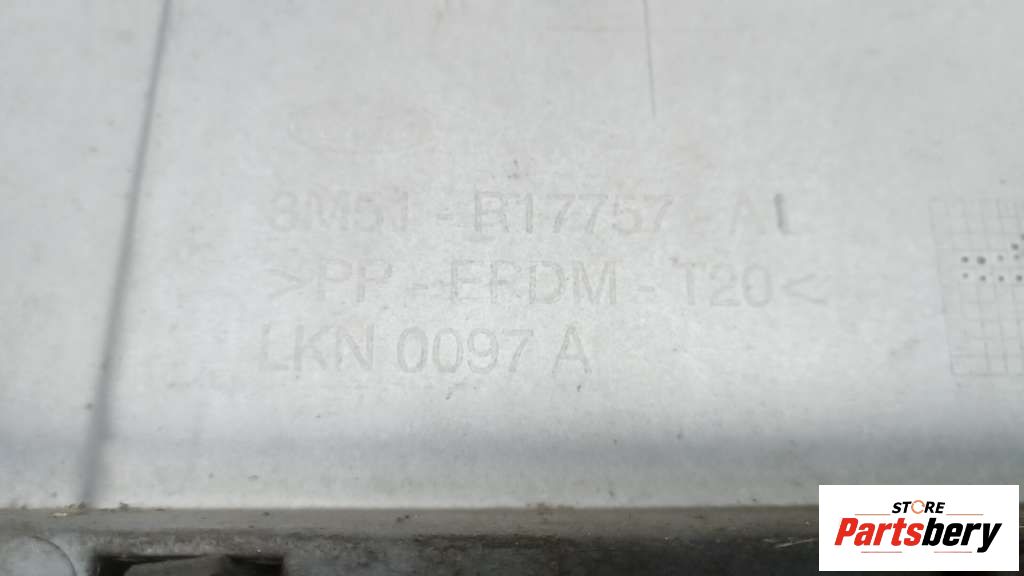 3M51 - R17757 - A1
>PP - EPDM - T20<
LKN 0097 A
STORE
Partsbery